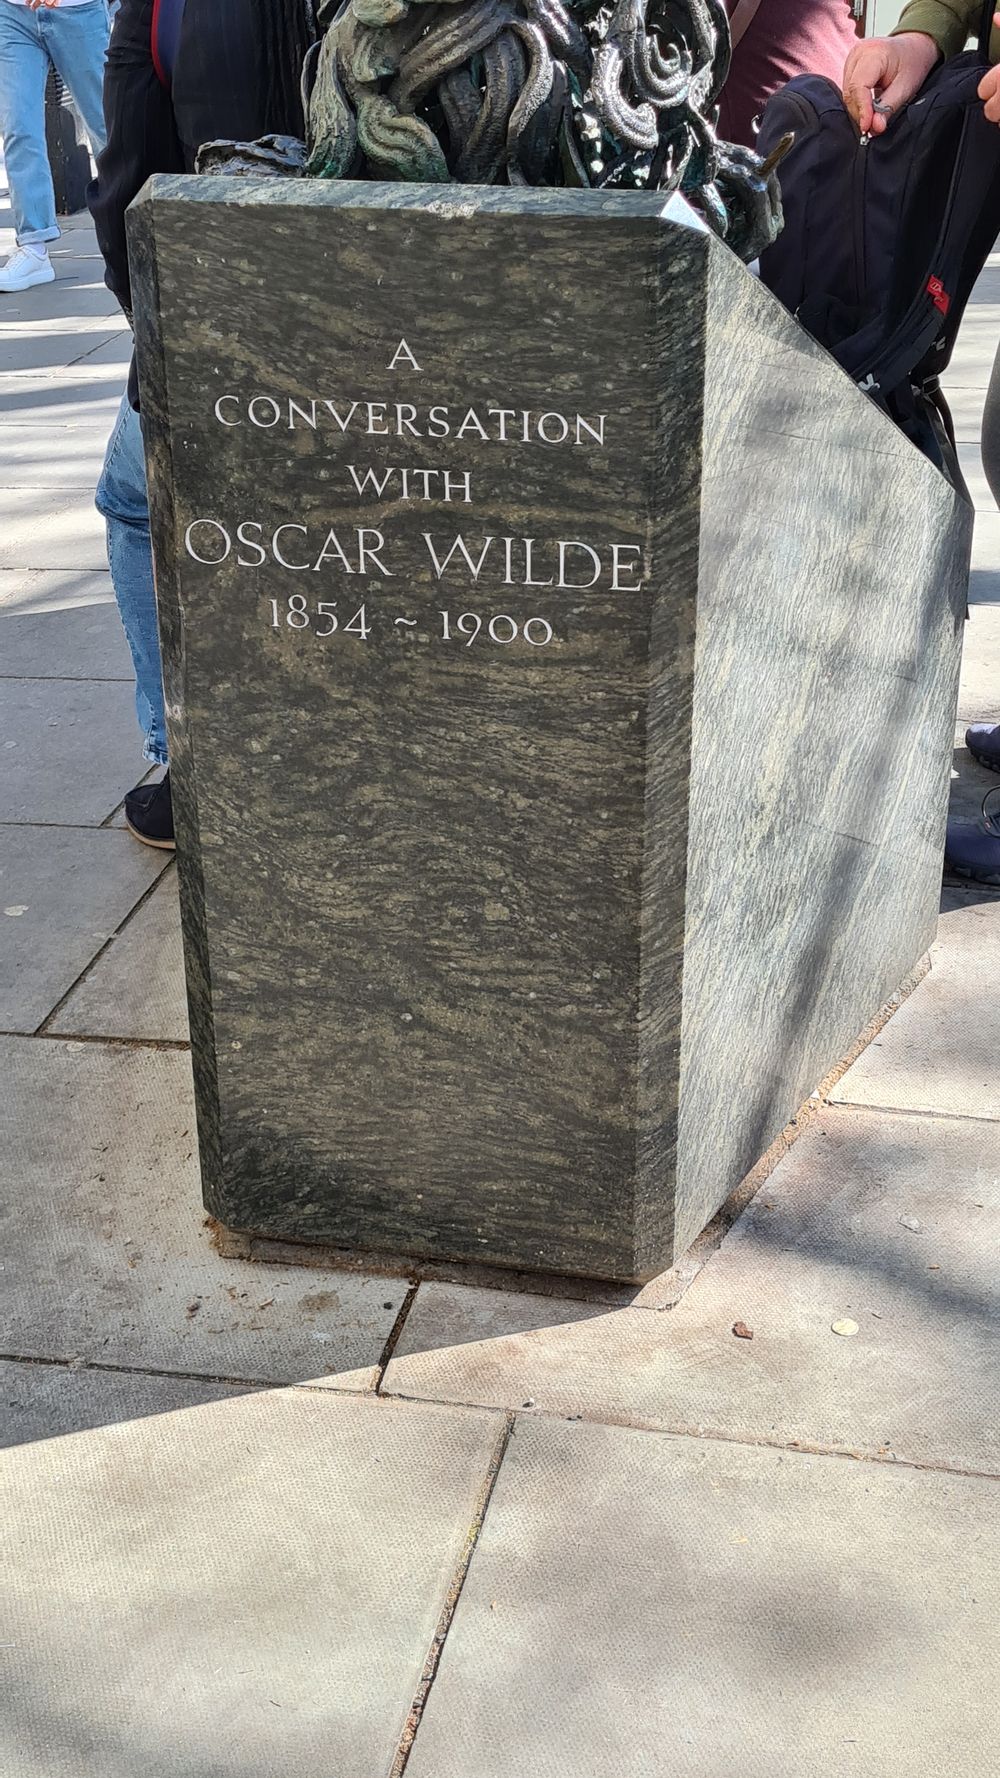 A
CONVERSATION
WITH
OSCAR WILDE
1854 ~ 1900